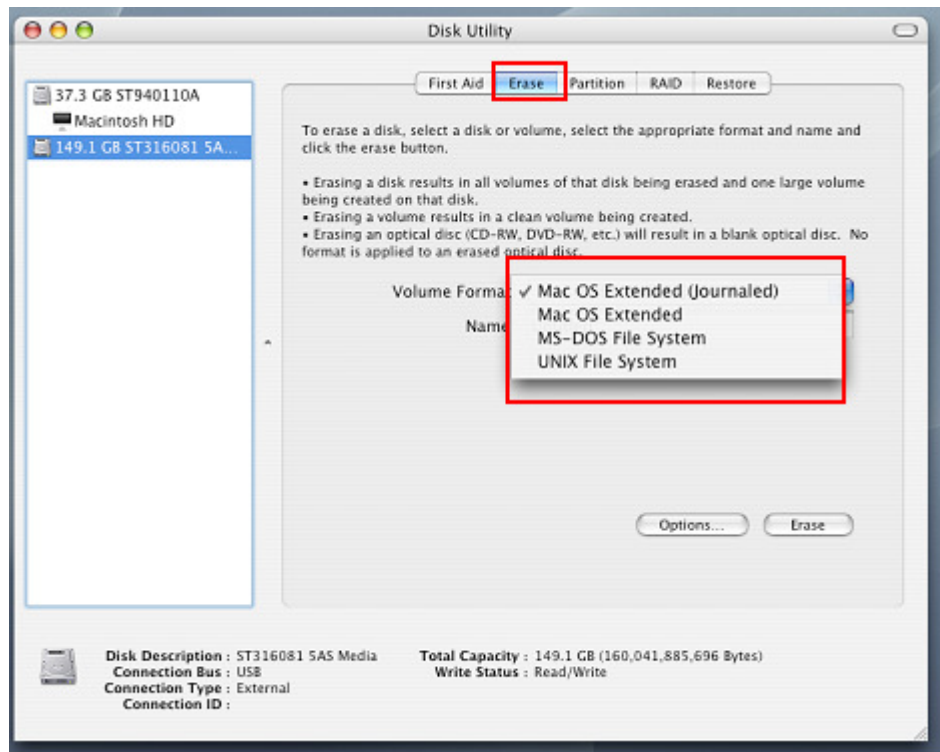 Disk Utility
37.3 GB ST940110A
Macintosh HD
149.1 GB ST316081 5A...
First Aid
Erase
Partition
RAID
Restore
To erase a disk, select a disk or volume, select the appropriate format and name and
click the erase button.
• Erasing a disk results in all volumes of that disk being erased and one large volume
being created on that disk.
• Erasing a volume results in a clean volume being created.
• Erasing an optical disc (CD-RW, DVD-RW, etc.) will result in a blank optical disc. No
format is applied to an erased optical disc.
Volume Format
✓ Mac OS Extended (Journaled)
Mac OS Extended
MS-DOS File System
UNIX File System
Name
Options...
Erase
Disk Description : ST316081 5AS Media
Connection Bus : USB
Connection Type : External
Connection ID :
Total Capacity : 149.1 GB (160,041,885,696 Bytes)
Write Status : Read/Write